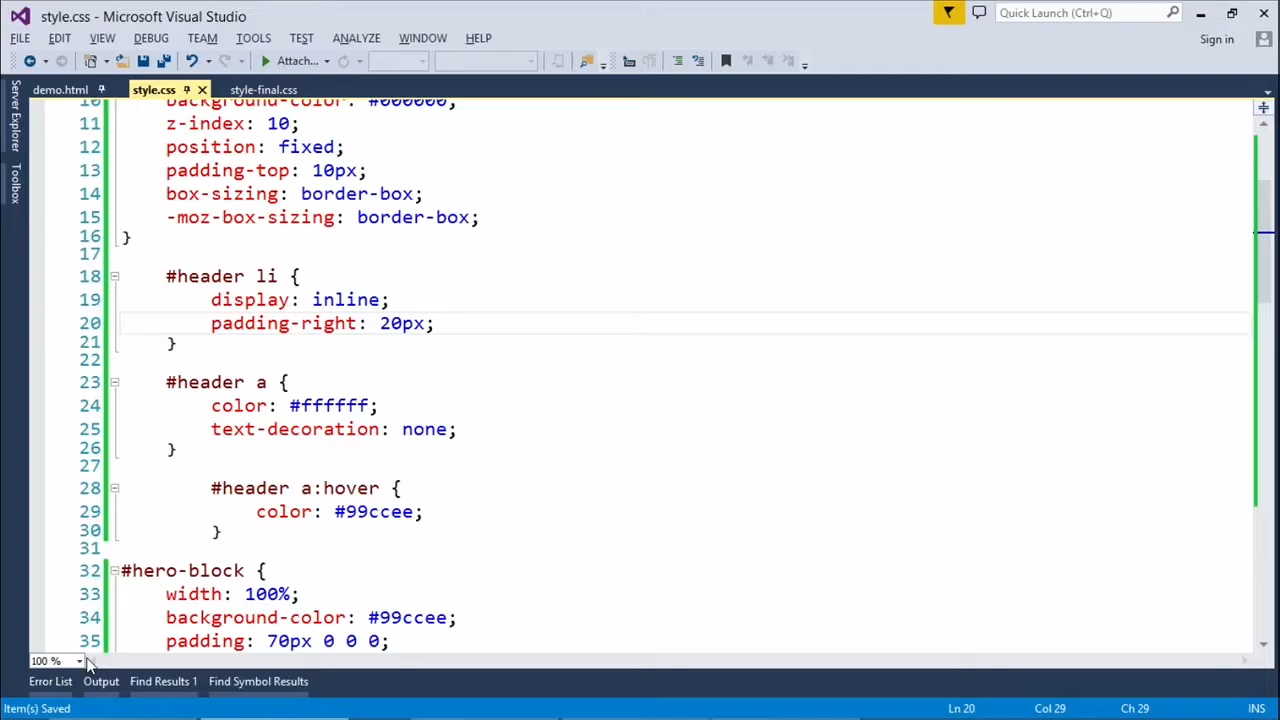 style.css - Microsoft Visual Studio
Quick Launch (Ctrl+Q)
FILE EDIT VIEW DEBUG TEAM TOOLS TEST ANALYZE WINDOW HELP
Sign in
Attach...
Server Explorer
Toolbox
demo.html style.css style-final.css
10 background-color: #000000;
11 z-index: 10;
12 position: fixed;
13 padding-top: 10px;
14 box-sizing: border-box;
15 -moz-box-sizing: border-box;
16 }
17
18 #header li {
19 display: inline;
20 padding-right: 20px;
21 }
22
23 #header a {
24 color: #ffffff;
25 text-decoration: none;
26 }
27
28 #header a:hover {
29 color: #99ccee;
30 }
31
32 #hero-block {
33 width: 100%;
34 background-color: #99ccee;
35 padding: 70px 0 0 0;
100 %
Error List Output Find Results 1 Find Symbol Results
Item(s) Saved Ln 20 Col 29 Ch 29 INS